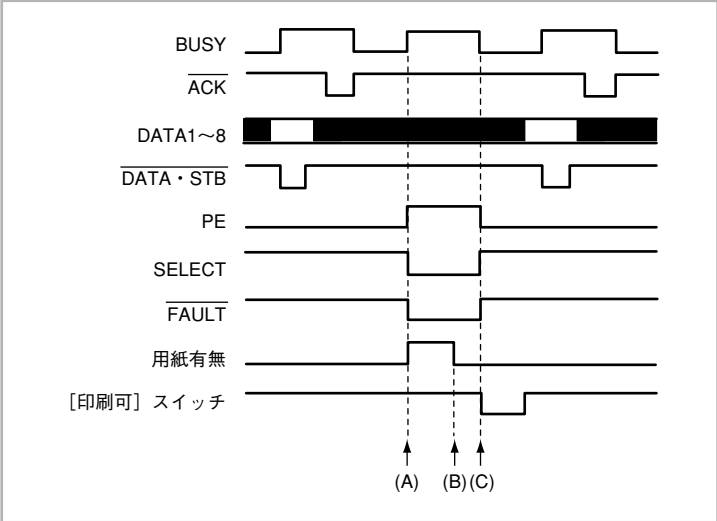 BUSY
ACK
DATA1〜8
DATA・STB
PE
SELECT
FAULT
用紙有無
［印刷可］スイッチ
(A) (B) (C)